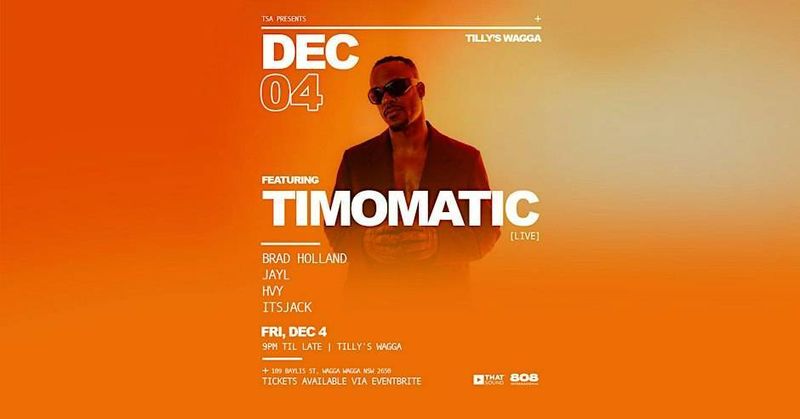 TSA PRESENTS
+
DEC
04
TILLY'S WAGGA
FEATURING
TIMOMATIC
[LIVE]
BRAD HOLLAND
JAYL
HVY
ITSJACK
FRI, DEC 4
9PM TIL LATE | TILLY'S WAGGA
+ 109 BAYLIS ST, WAGGA WAGGA NSW 2650
TICKETS AVAILABLE VIA EVENTBRITE
THAT
SOUND
808